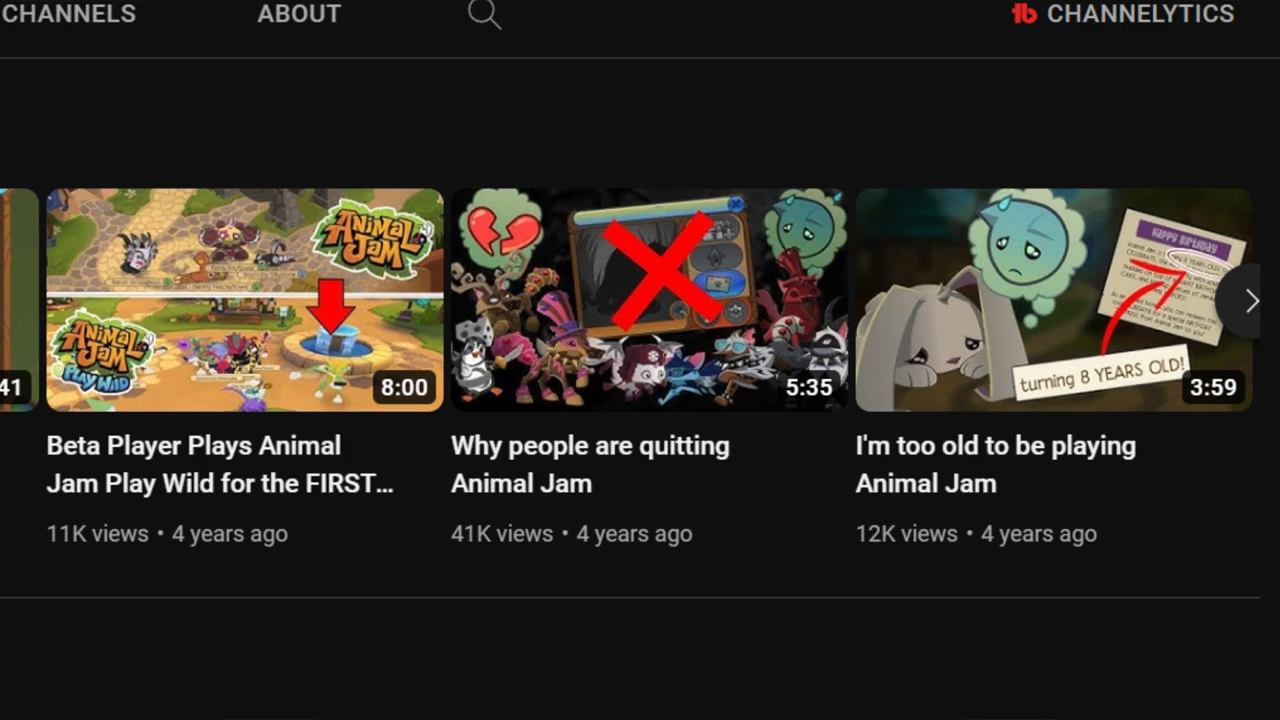 CHANNELS
ABOUT
CHANNELYTICS
ANIMAL
JAM
ANIMAL
JAM
PLAY WILD
HAPPY BIRTHDAY
turning 8 YEARS OLD!
41
8:00
5:35
3:59
Beta Player Plays Animal
Jam Play Wild for the FIRST...
11K views • 4 years ago
Why people are quitting
Animal Jam
41K views • 4 years ago
I'm too old to be playing
Animal Jam
12K views • 4 years ago